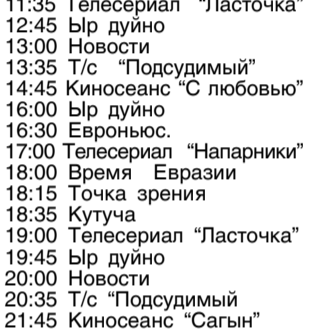 11:35 Телесериал "Ласточка"
12:45 Ыр дуйно
13:00 Новости
13:35 Т/с "Подсудимый"
14:45 Киносеанс “С любовью”
16:00 Ыр дуйно
16:30 Евроньюс.
17:00 Телесериал “Напарники”
18:00 Время Евразии
18:15 Точка зрения
18:35 Кутуча
19:00 Телесериал “Ласточка”
19:45 Ыр дуйно
20:00 Новости
20:35 Т/с “Подсудимый
21:45 Киносеанс “Сагын”